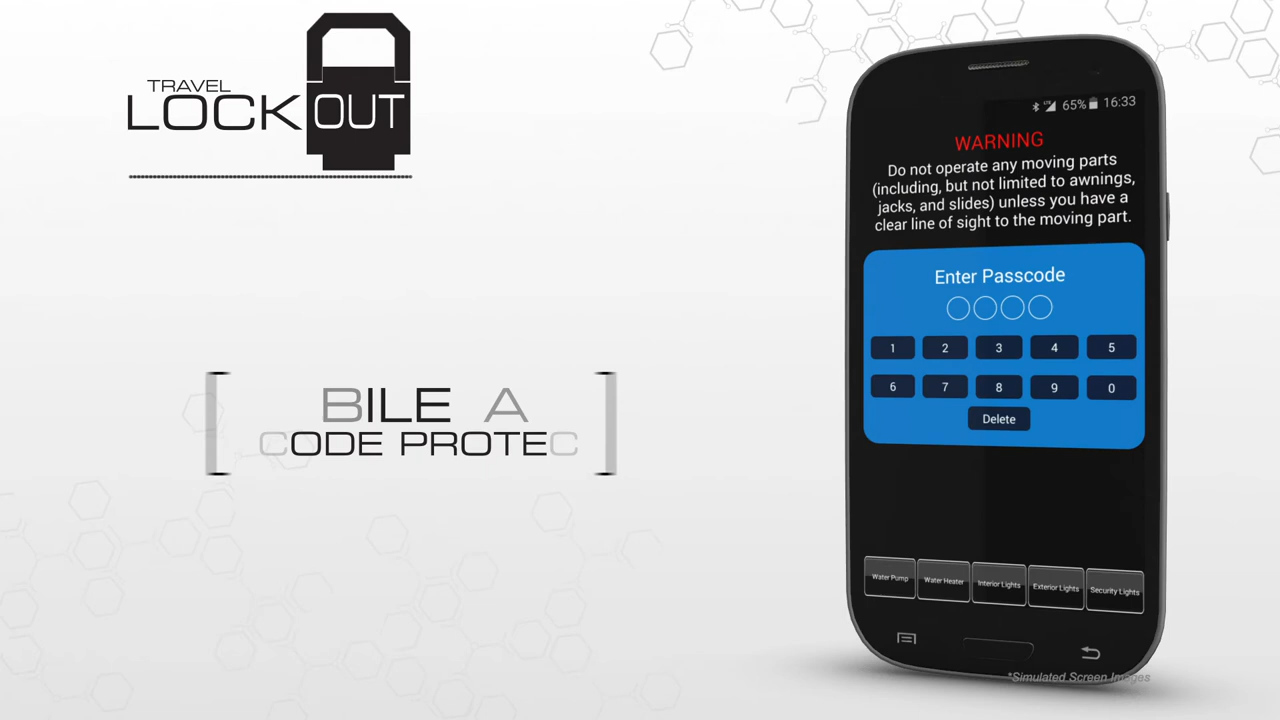 TRAVEL
LOCKOUT
BILE A
CODE PROTEC
65% 16:33
WARNING
Do not operate any moving parts
(including, but not limited to awnings,
jacks, and slides) unless you have a
clear line of sight to the moving part.
Enter Passcode
1 2 3 4 5
6 7 8 9 0
Delete
Water Pump Water Heater Interior Lights Exterior Lights Security Lights
*Simulated Screen Images